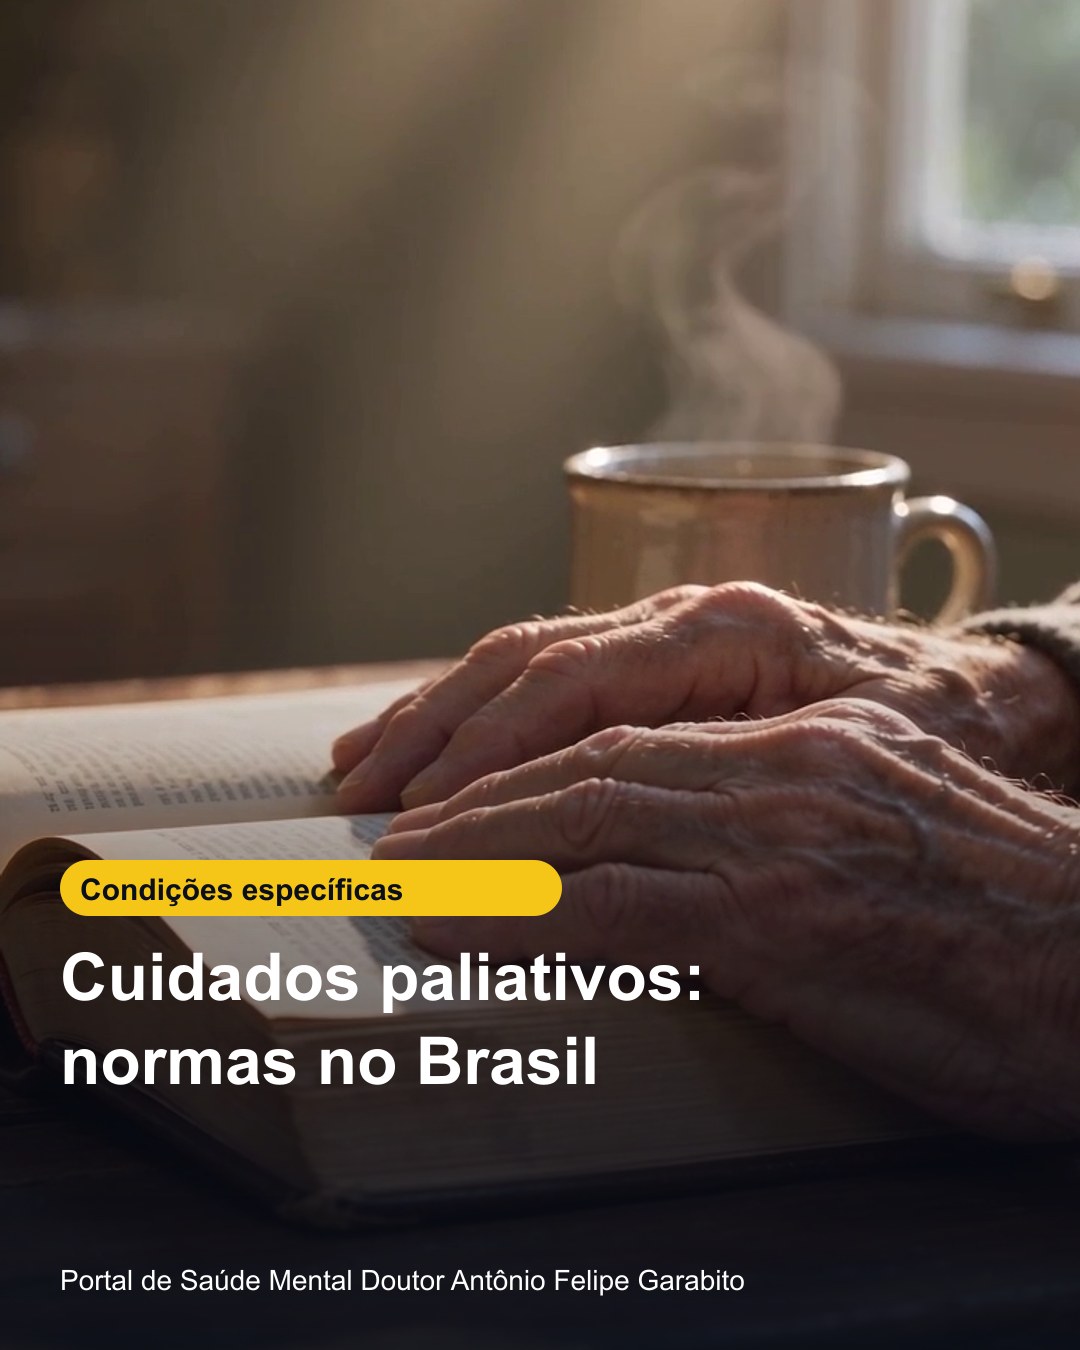 Condições específicas
Cuidados paliativos:
normas no Brasil
Portal de Saúde Mental Doutor Antônio Felipe Garabito